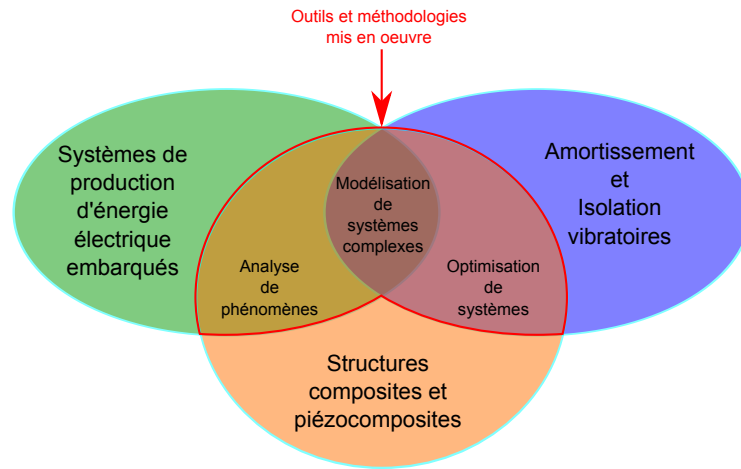 Outils et méthodologies
mis en oeuvre
Systèmes de
production
d'énergie
électrique
embarqués
Amortissement
et
Isolation
vibratoires
Modélisation
de
systèmes
complexes
Analyse
de
phénomènes
Optimisation
de
systèmes
Structures
composites et
piézocomposites